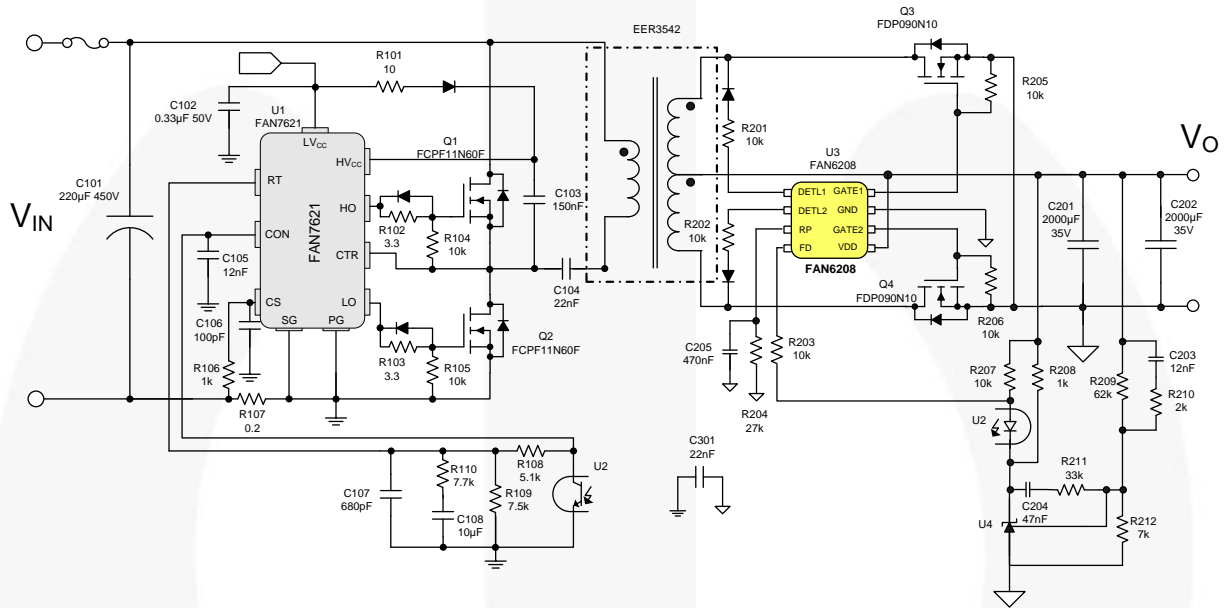 Q3
FDP090N10
EER3542
R101
10
R205
10k
C102
0.33µF 50V
U1
FAN7621
LVCC
HVCC
RT
HO
CON
CTR
CS
LO
SG
PG
FAN7621
Q1
FCPF11N60F
R201
10k
U3
FAN6208
VO
C101
220µF 450V
VIN
C103
150nF
DETL1
GATE1
DETL2
GND
RP
GATE2
FD
VDD
FAN6208
C201
2000µF
35V
C202
2000µF
35V
R102
3.3
R104
10k
R202
10k
C105
12nF
C104
22nF
Q4
FDP090N10
R206
10k
C106
100pF
Q2
FCPF11N60F
R103
3.3
R105
10k
R106
1k
R107
0.2
C205
470nF
R203
10k
R204
27k
R207
10k
R208
1k
R209
62k
C203
12nF
R210
2k
U2
C301
22nF
R108
5.1k
U2
R110
7.7k
R109
7.5k
C107
680pF
C108
10µF
R211
33k
C204
47nF
U4
R212
7k